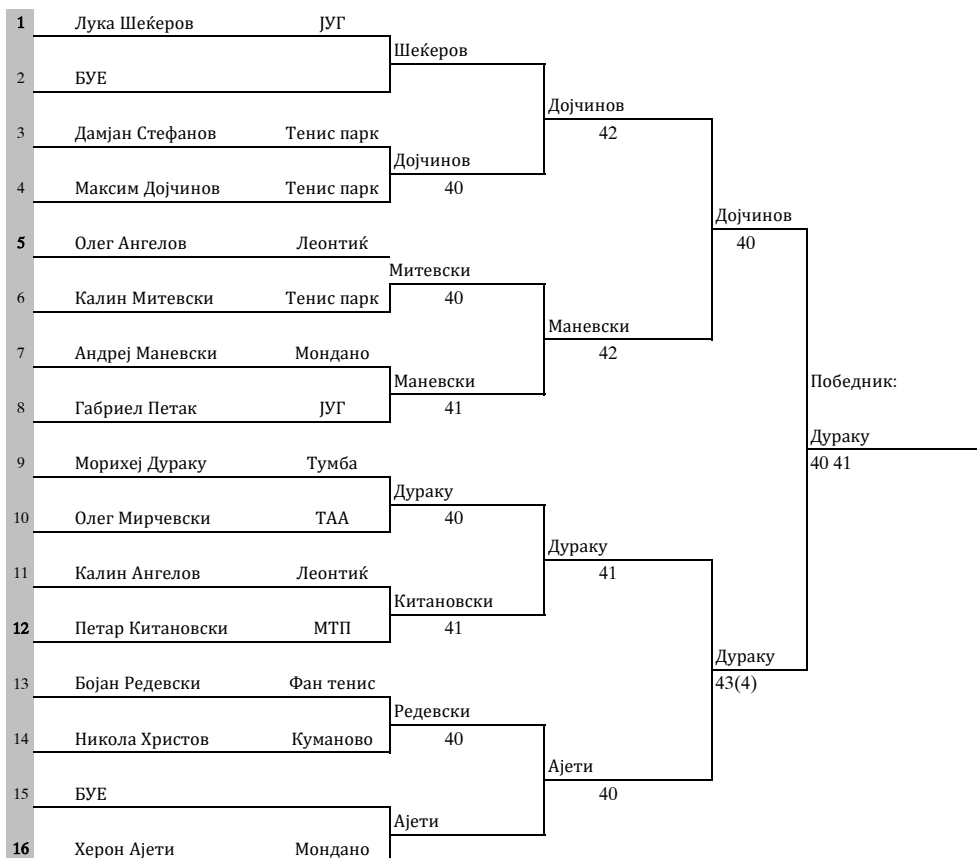 1 Лука Шеќеров ЈУГ
Шеќеров
2 БУЕ
Дојчинов
42
3 Дамјан Стефанов Тенис парк
Дојчинов
40
4 Максим Дојчинов Тенис парк
Дојчинов
40
5 Олег Ангелов Леонтиќ
Митевски
40
6 Калин Митевски Тенис парк
Маневски
42
7 Андреј Маневски Мондано
Маневски
41
8 Габриел Петак ЈУГ
Победник:
Дураку
40 41
9 Морихеј Дураку Тумба
Дураку
40
10 Олег Мирчевски ТАА
Дураку
41
11 Калин Ангелов Леонтиќ
Китановски
41
12 Петар Китановски МТП
Дураку
43(4)
13 Бојан Редевски Фан тенис
Редевски
40
14 Никола Христов Куманово
Ајети
40
15 БУЕ
Ајети
16 Херон Ајети Мондано